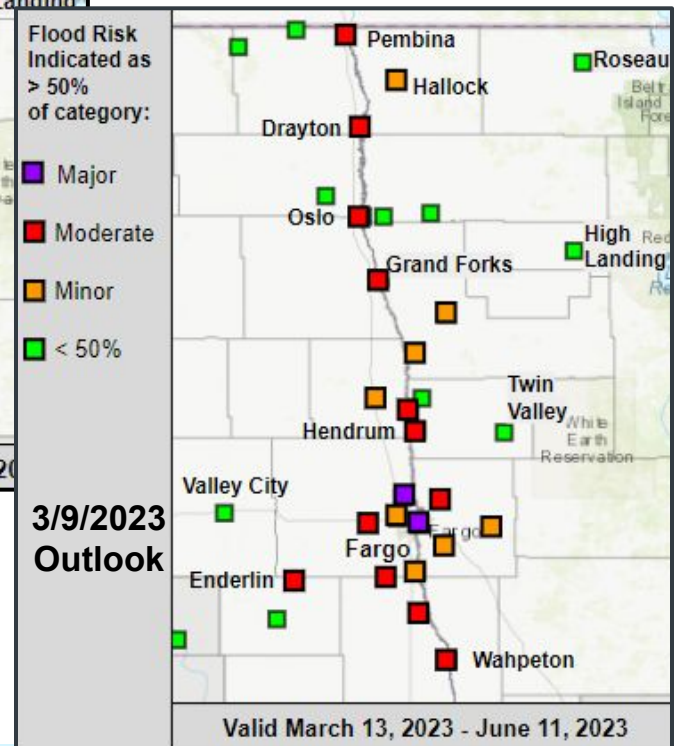 Flood Risk
Indicated as
> 50%
of category:
Major
Moderate
Minor
< 50%
3/9/2023
Outlook
Pembina
Hallock
Roseau
Drayton
Oslo
High
Landing
Grand Forks
Twin
Valley
White
Earth
Reservation
Hendrum
Valley City
Fargo
Fargo
Enderlin
Wahpeton
Valid March 13, 2023 - June 11, 2023